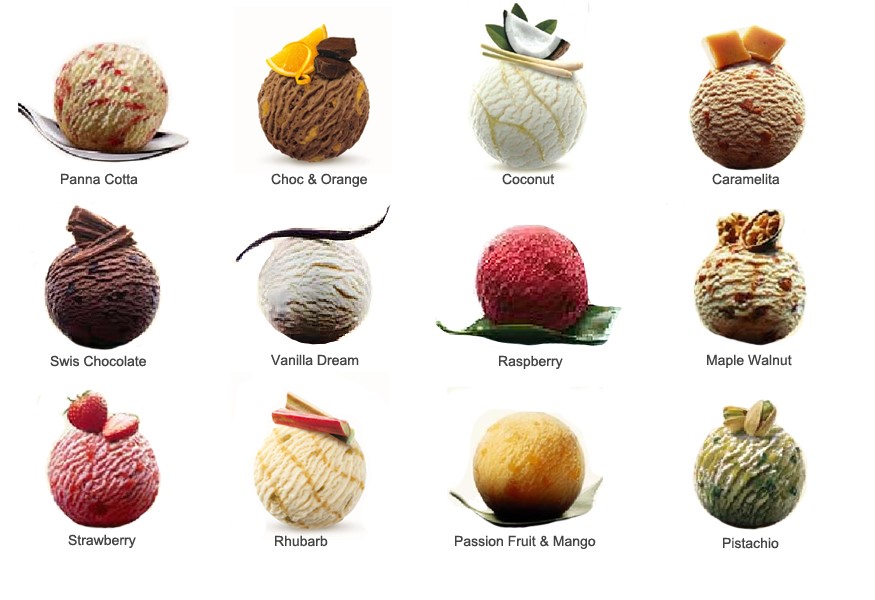 Panna Cotta
Choc & Orange
Coconut
Caramelita
Swis Chocolate
Vanilla Dream
Raspberry
Maple Walnut
Strawberry
Rhubarb
Passion Fruit & Mango
Pistachio